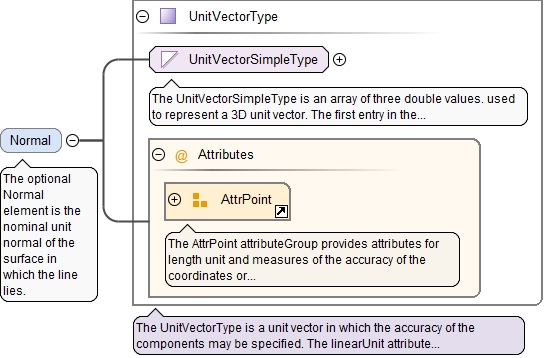 UnitVectorType
UnitVectorSimpleType
The UnitVectorSimpleType is an array of three double values. used
to represent a 3D unit vector. The first entry in the...
Normal
The optional
Normal
element is the
nominal unit
normal of the
surface in
which the line
lies.
@ Attributes
AttrPoint
The AttrPoint attributeGroup provides attributes for
length unit and measures of the accuracy of the
coordinates or...
The UnitVectorType is a unit vector in which the accuracy of the
components may be specified. The linearUnit attribute...